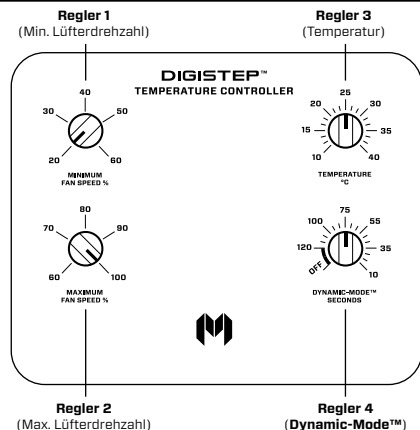 Regler 1
(Min. Lüfterdrehzahl)
Regler 3
(Temperatur)
DIGISTEP™
TEMPERATURE CONTROLLER
40
30 50
20 60
MINIMUM
FAN SPEED %
25
20 30
15 35
10 40
TEMPERATURE
°C
80
70 90
60 100
MAXIMUM
FAN SPEED %
75
100 55
120 35
OFF 10
DYNAMIC-MODE™
SECONDS
Regler 2
(Max. Lüfterdrehzahl)
Regler 4
(Dynamic-Mode™)